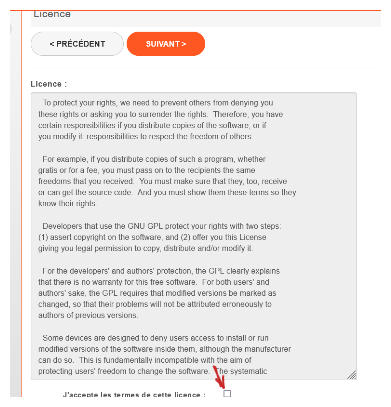 Licence
< PRÉCÉDENT
SUIVANT >
Licence :
To protect your rights, we need to prevent others from denying you
these rights or asking you to surrender the rights.  Therefore, you have
certain responsibilities if you distribute copies of the software, or if
you modify it: responsibilities to respect the freedom of others.
For example, if you distribute copies of such a program, whether
gratis or for a fee, you must pass on to the recipients the same
freedoms that you received.  You must make sure that they, too, receive
or can get the source code.  And you must show them these terms so they
know their rights.
Developers that use the GNU GPL protect your rights with two steps:
(1) assert copyright on the software, and (2) offer you this License
giving you legal permission to copy, distribute and/or modify it.
For the developers' and authors' protection, the GPL clearly explains
that there is no warranty for this free software.  For both users' and
authors' sake, the GPL requires that modified versions be marked as
changed, so that their problems will not be attributed erroneously to
authors of previous versions.
Some devices are designed to deny users access to install or run
modified versions of the software inside them, although the manufacturer
can do so.  This is fundamentally incompatible with the aim of
protecting users' freedom to change the software.  The systematic
J'accepte les termes de cette licence :